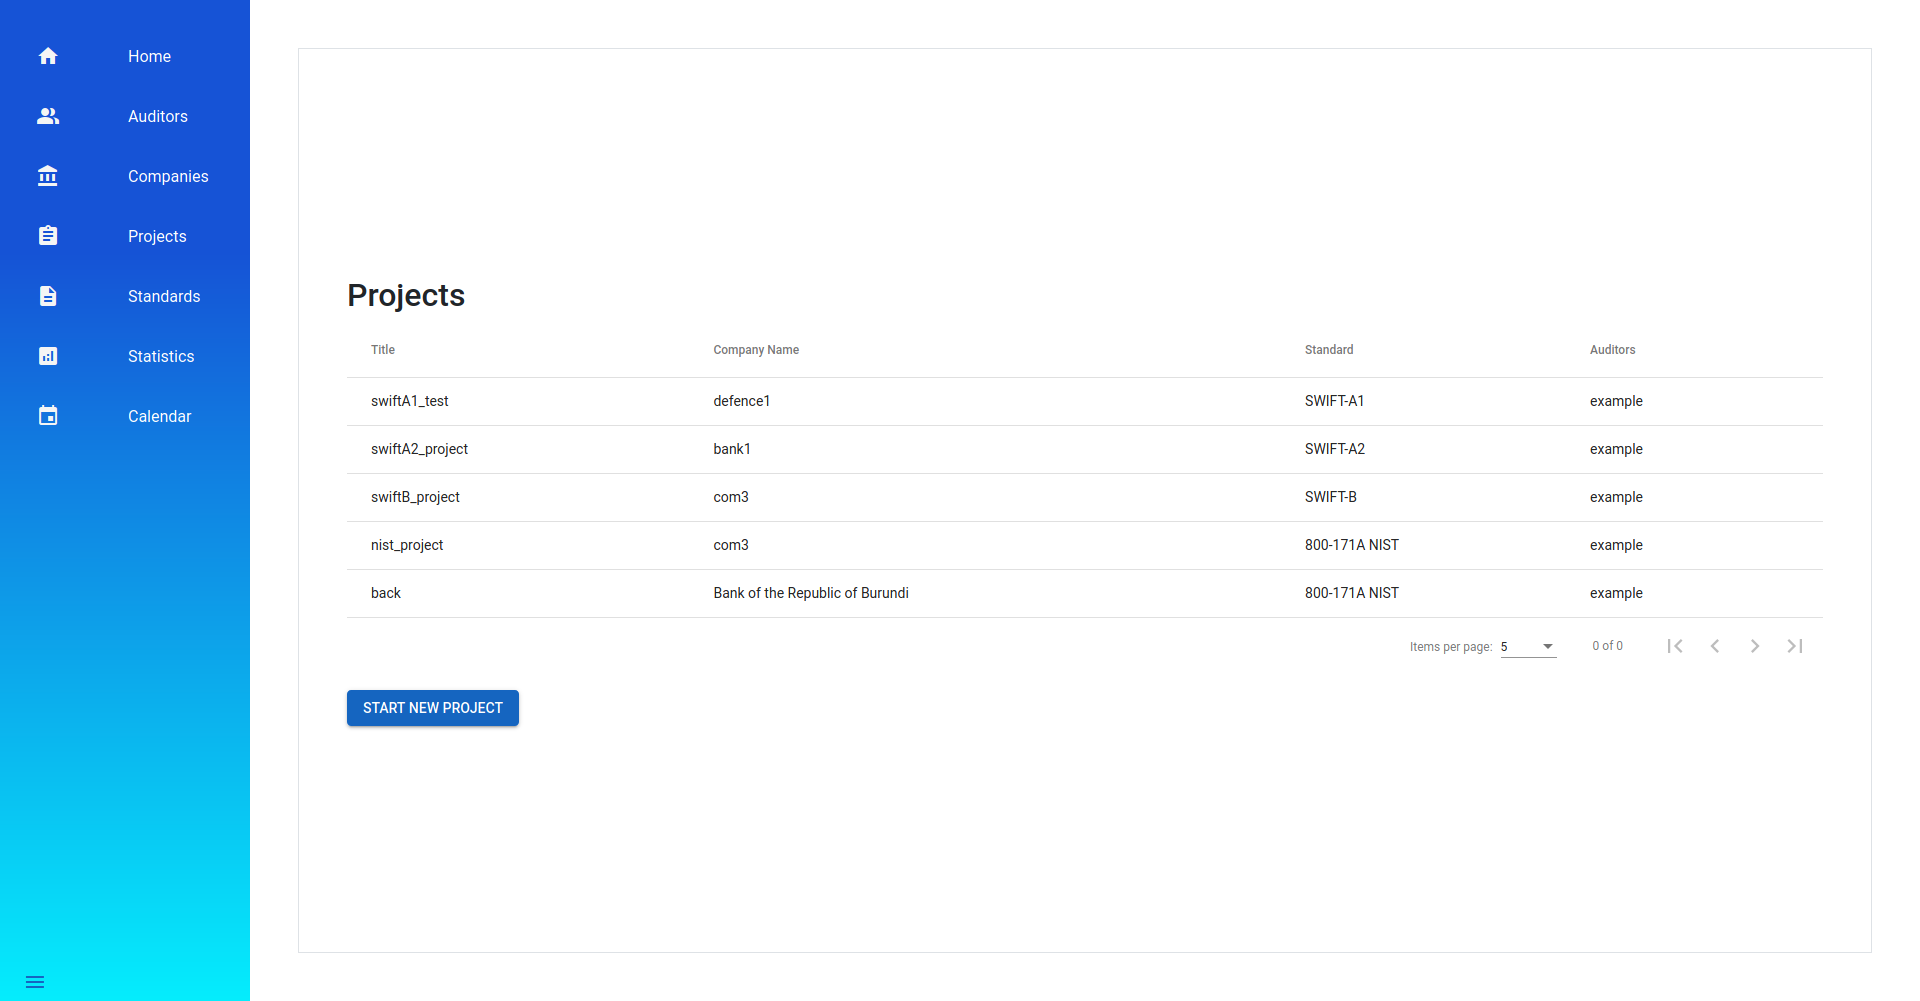 Home
Auditors
Companies
Projects
Standards
Statistics
Calendar
Projects
Title Company Name Standard Auditors
swiftA1_test defence1 SWIFT-A1 example
swiftA2_project bank1 SWIFT-A2 example
swiftB_project com3 SWIFT-B example
nist_project com3 800-171A NIST example
back Bank of the Republic of Burundi 800-171A NIST example
Items per page: 5 0 of 0
START NEW PROJECT